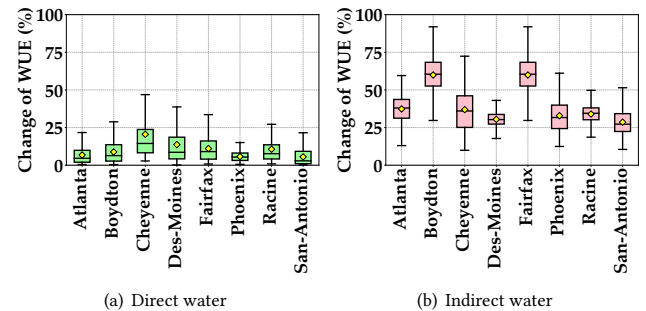 Change of WUE (%)
100
75
50
25
0
Atlanta
Boydton
Cheyenne
Des-Moines
Fairfax
Phoenix
Racine
San-Antonio
(a) Direct water
Change of WUE (%)
100
75
50
25
0
Atlanta
Boydton
Cheyenne
Des-Moines
Fairfax
Phoenix
Racine
San-Antonio
(b) Indirect water